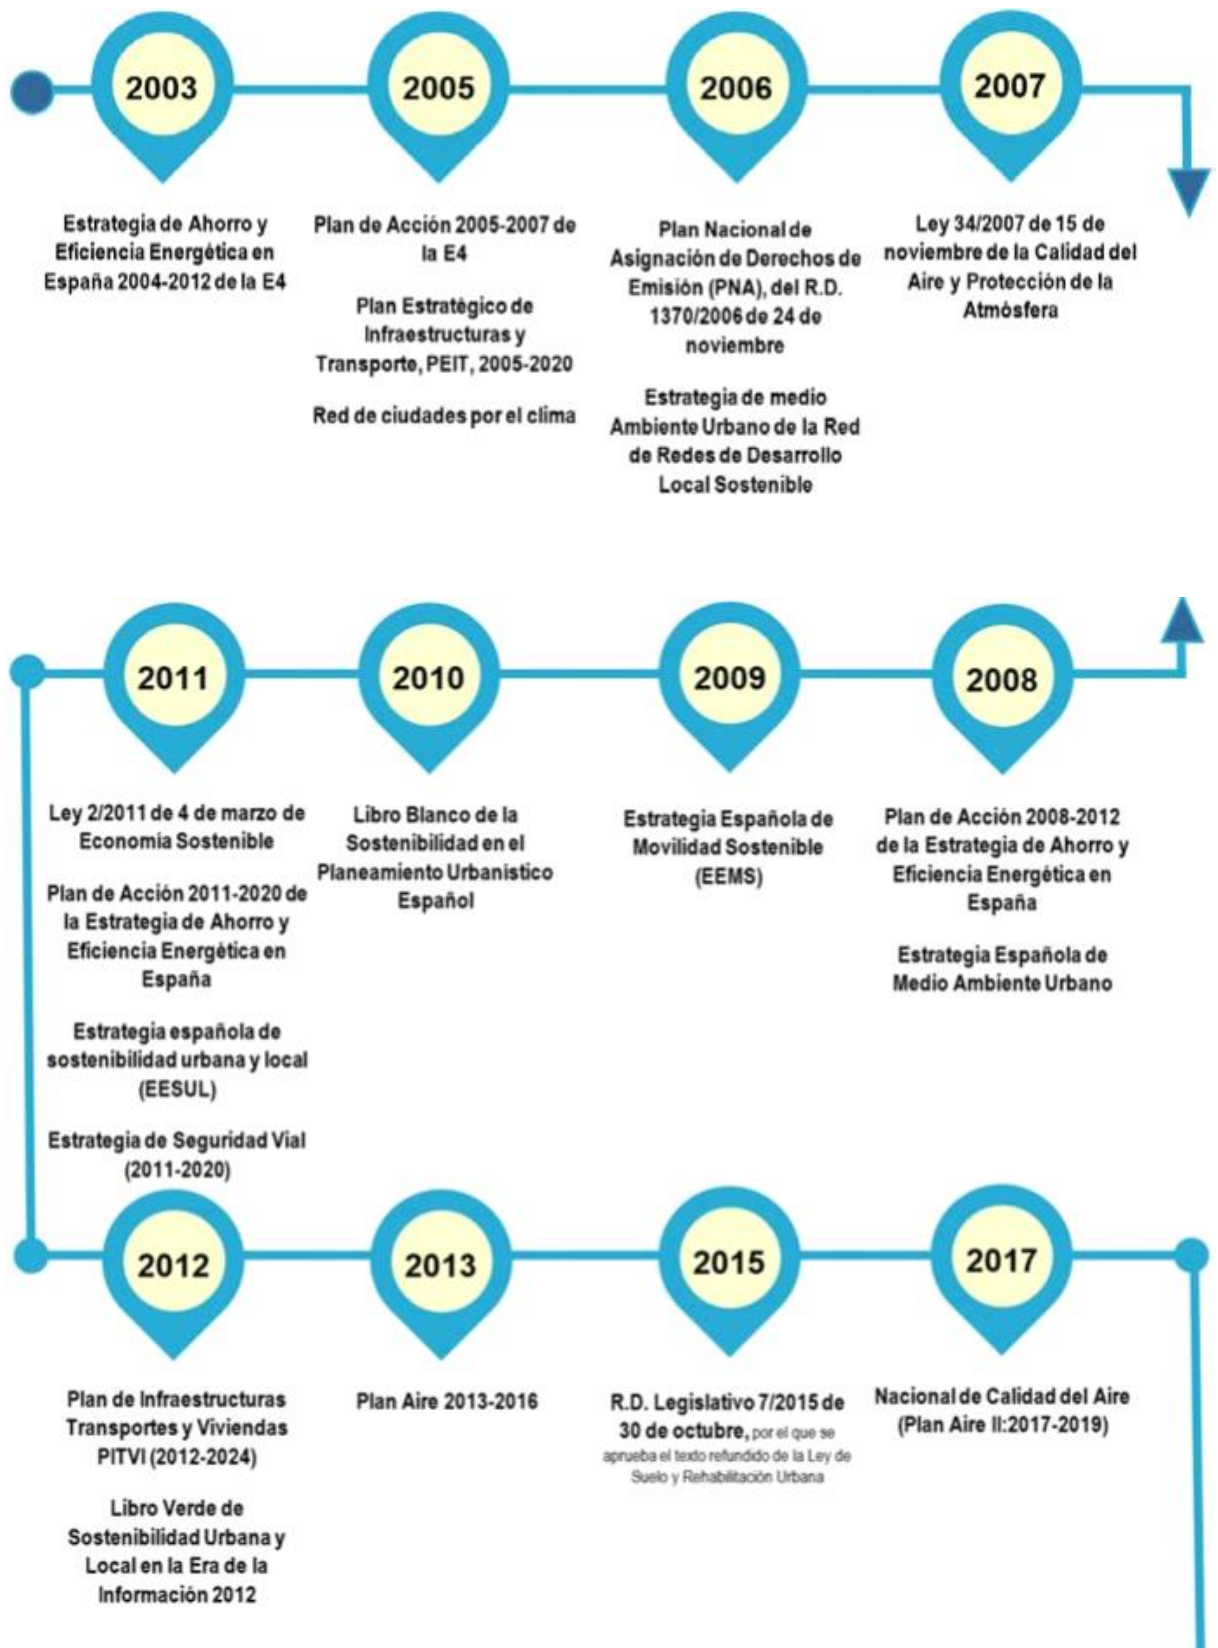 2003
2005
2006
2007
Estrategia de Ahorro y
Eficiencia Energética en
España 2004-2012 de la E4
Plan de Acción 2005-2007 de
la E4
Plan Estratégico de
Infraestructuras y
Transporte, PEIT, 2005-2020
Red de ciudades por el clima
Plan Nacional de
Asignación de Derechos de
Emisión (PNA), del R.D.
1370/2006 de 24 de
noviembre
Estrategia de medio
Ambiente Urbano de la Red
de Redes de Desarrollo
Local Sostenible
Ley 34/2007 de 15 de
noviembre de la Calidad del
Aire y Protección de la
Atmósfera
2011
2010
2009
2008
Ley 2/2011 de 4 de marzo de
Economía Sostenible
Plan de Acción 2011-2020 de
la Estrategia de Ahorro y
Eficiencia Energética en
España
Estrategia española de
sostenibilidad urbana y local
(EESUL)
Estrategia de Seguridad Vial
(2011-2020)
Libro Blanco de la
Sostenibilidad en el
Planeamiento Urbanístico
Español
Estrategia Española de
Movilidad Sostenible
(EEMS)
Plan de Acción 2008-2012
de la Estrategia de Ahorro y
Eficiencia Energética en
España
Estrategia Española de
Medio Ambiente Urbano
2012
2013
2015
2017
Plan de Infraestructuras
Transportes y Viviendas
PITVI (2012-2024)
Libro Verde de
Sostenibilidad Urbana y
Local en la Era de la
Información 2012
Plan Aire 2013-2016
R.D. Legislativo 7/2015 de
30 de octubre, por el que se
aprueba el texto refundido de la Ley de
Suelo y Rehabilitación Urbana
Nacional de Calidad del Aire
(Plan Aire II:2017-2019)